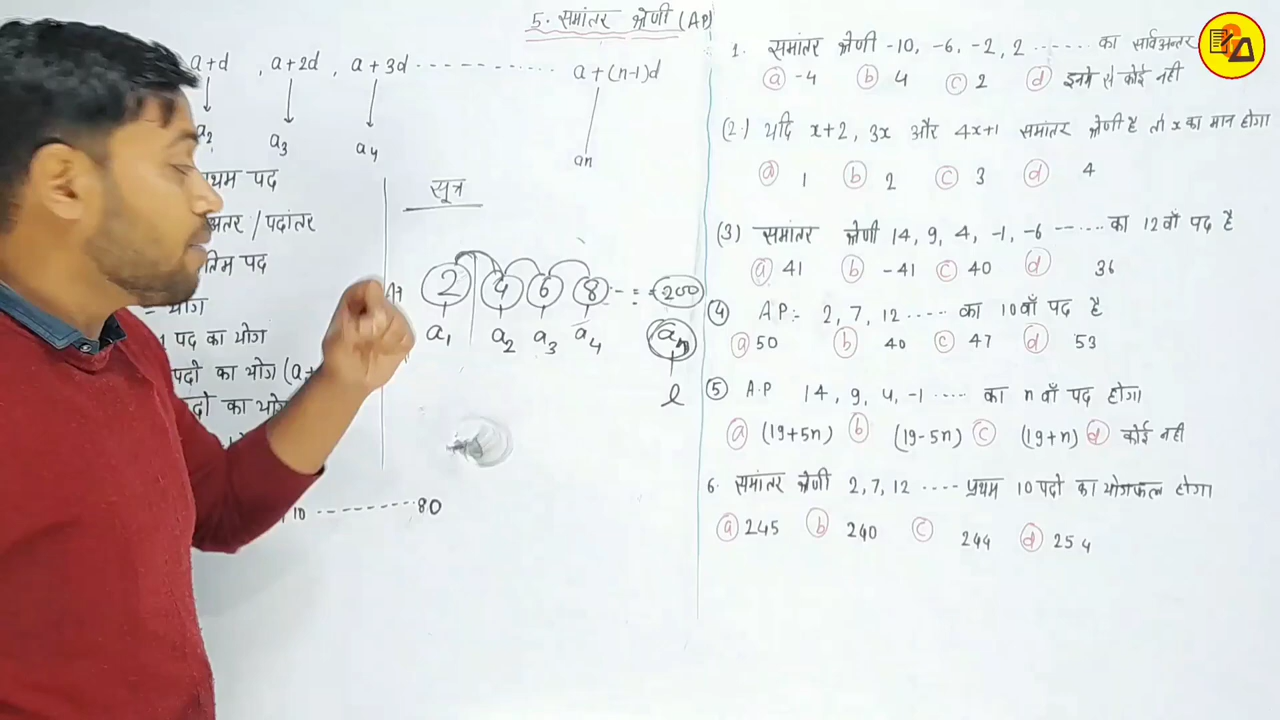 5. समांतर श्रेणी (AP)
a+d , a+2d , a+3d ------------ a+(n-1)d
a₂ a₃ a₄ an
प्रथम पद
अंतर / पदांतर
पद
= योग
पद का योग
पदों का योग (a+
पदों का योग
, 10 --------- 80
सूत्र
2 4 6 8 200
a₁ a₂ a₃ a₄ an
l
1. समांतर श्रेणी -10, -6, -2, 2 ...... का सार्वअन्तर
(a) -4 (b) 4 (c) 2 (d) इनमे से कोई नही
(2.) यदि x+2, 3x और 4x+1 समांतर श्रेणी है तो x का मान होगा
(a) 1 (b) 2 (c) 3 (d) 4
(3) समांतर श्रेणी 14, 9, 4, -1, -6 ------ का 12 वाँ पद है
(a) 41 (b) -41 (c) 40 (d) 36
(4) AP:- 2, 7, 12 ..... का 10 वाँ पद है
(a) 50 (b) 40 (c) 47 (d) 53
(5) A.P 14, 9, 4, -1 ..... का n वाँ पद होगा
(a) (19+5n) (b) (19-5n) (c) (19+n) (d) कोई नही
6. समांतर श्रेणी 2, 7, 12 ---- प्रथम 10 पदो का योगफल होगा
(a) 245 (b) 240 (c) 244 (d) 254